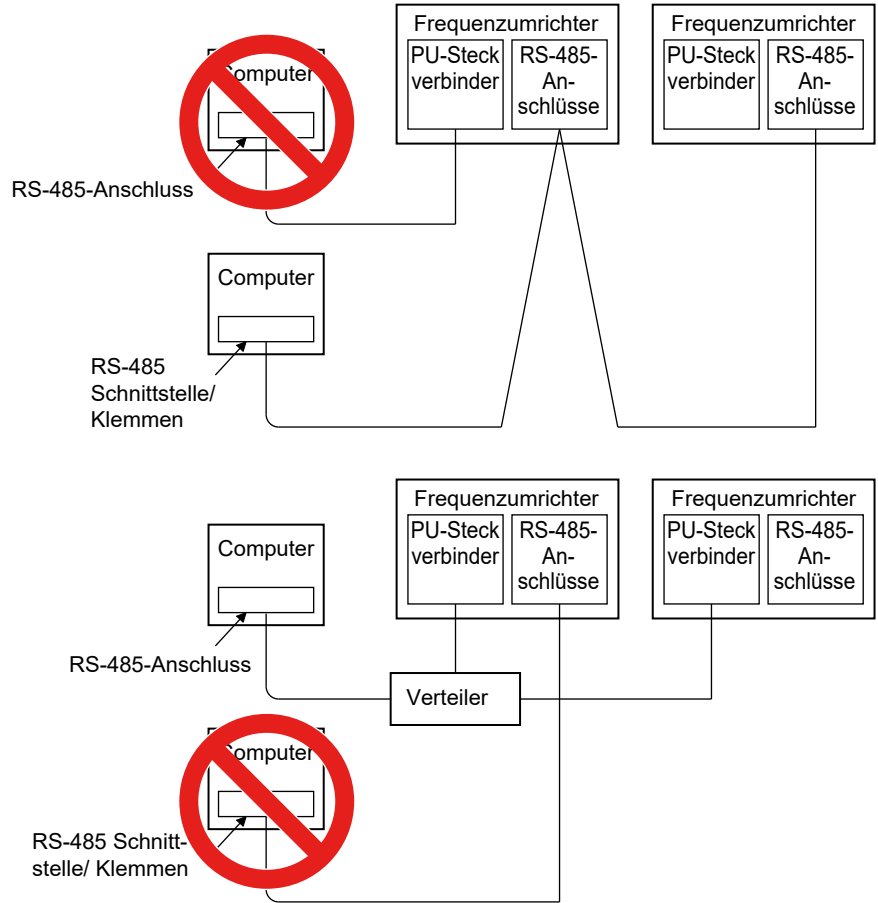 Frequenzumrichter
Frequenzumrichter
PU-Steck
verbinder
RS-485-
An-
schlüsse
PU-Steck
verbinder
RS-485-
An-
schlüsse
Computer
RS-485-Anschluss
Computer
RS-485
Schnittstelle/
Klemmen
Frequenzumrichter
Frequenzumrichter
PU-Steck
verbinder
RS-485-
An-
schlüsse
PU-Steck
verbinder
RS-485-
An-
schlüsse
Computer
RS-485-Anschluss
Verteiler
Computer
RS-485 Schnitt-
stelle/ Klemmen